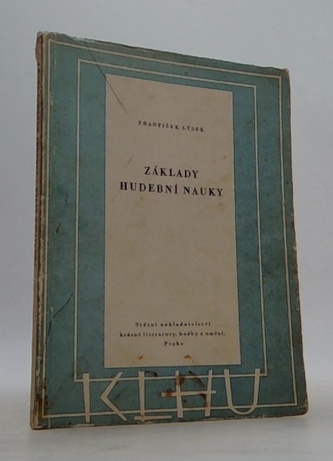 FRANTIŠEK LÝSEK
ZÁKLADY
HUDEBNÍ NAUKY
Státní nakladatelství
krásné literatury, hudby a umění,
Praha
KLHU